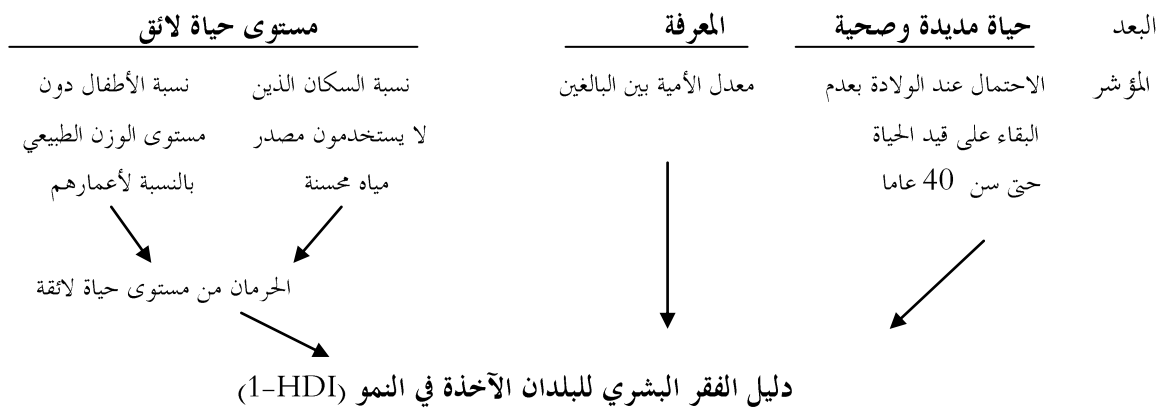 البعد حياة مديدة وصحية المعرفة مستوى حياة لائق
المؤشر الاحتمال عند الولادة بعدم معدل الأمية بين البالغين نسبة السكان الذين نسبة الأطفال دون
البقاء على قيد الحياة لا يستخدمون مصدر مستوى الوزن الطبيعي
حتى سن 40 عاما مياه محسنة بالنسبة لأعمارهم
الحرمان من مستوى حياة لائقة
دليل الفقر البشري للبلدان الآخذة في النمو (1-HDI)